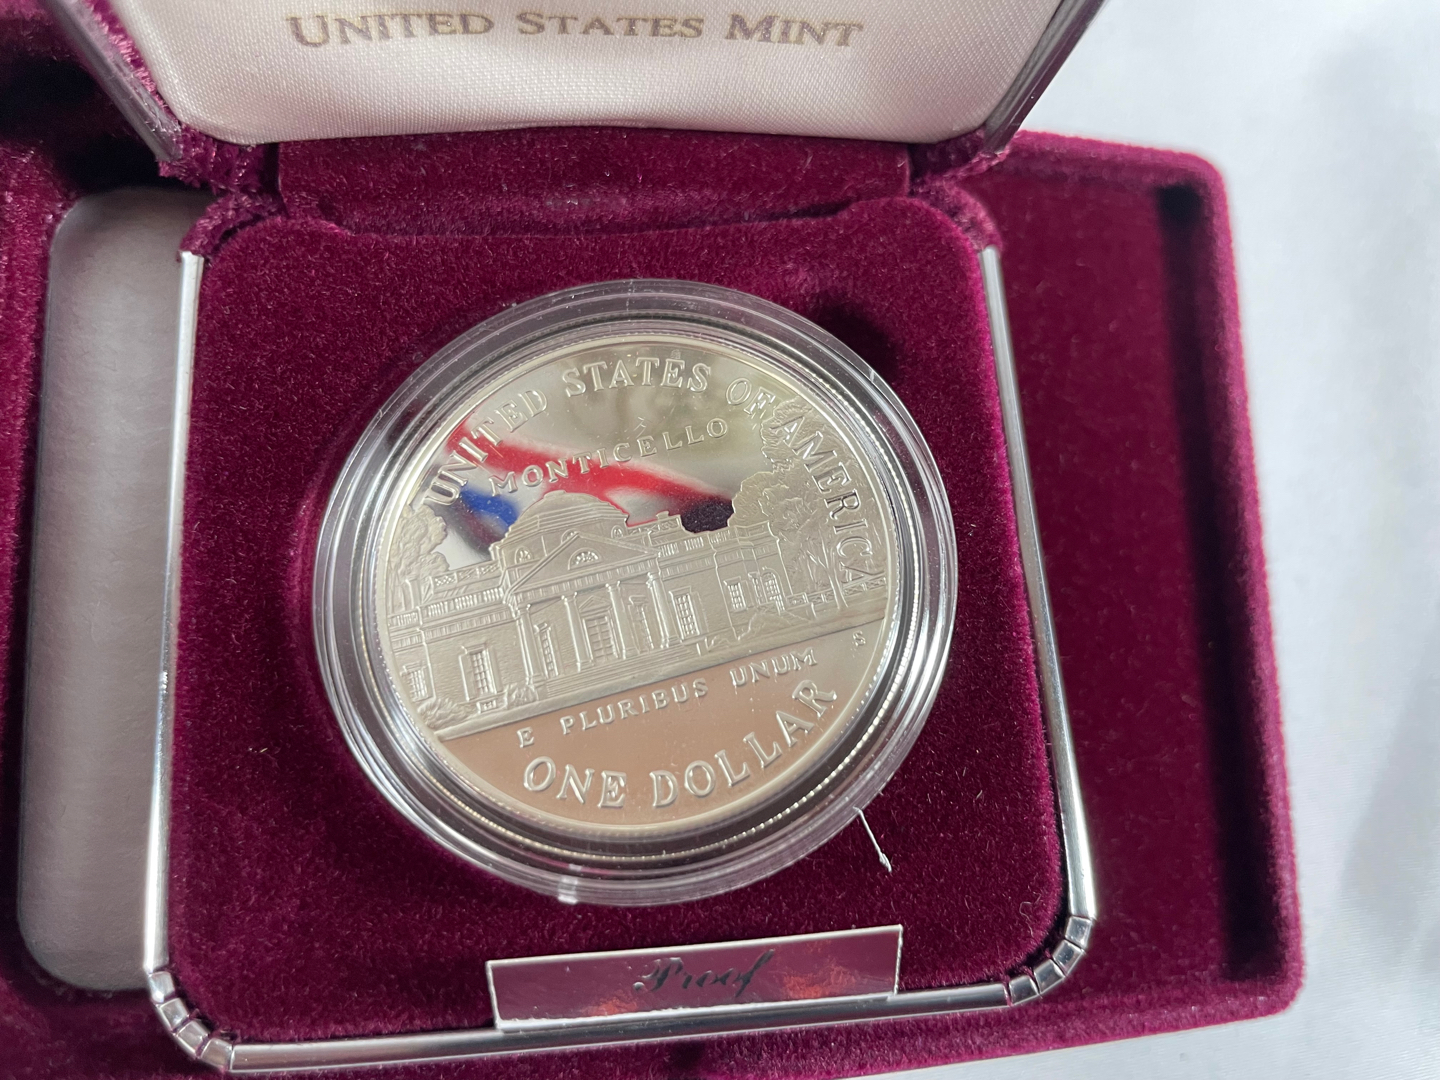 UNITED STATES MINT
UNITED STATES OF AMERICA
MONTICELLO
E PLURIBUS UNUM
S
ONE DOLLAR
Proof